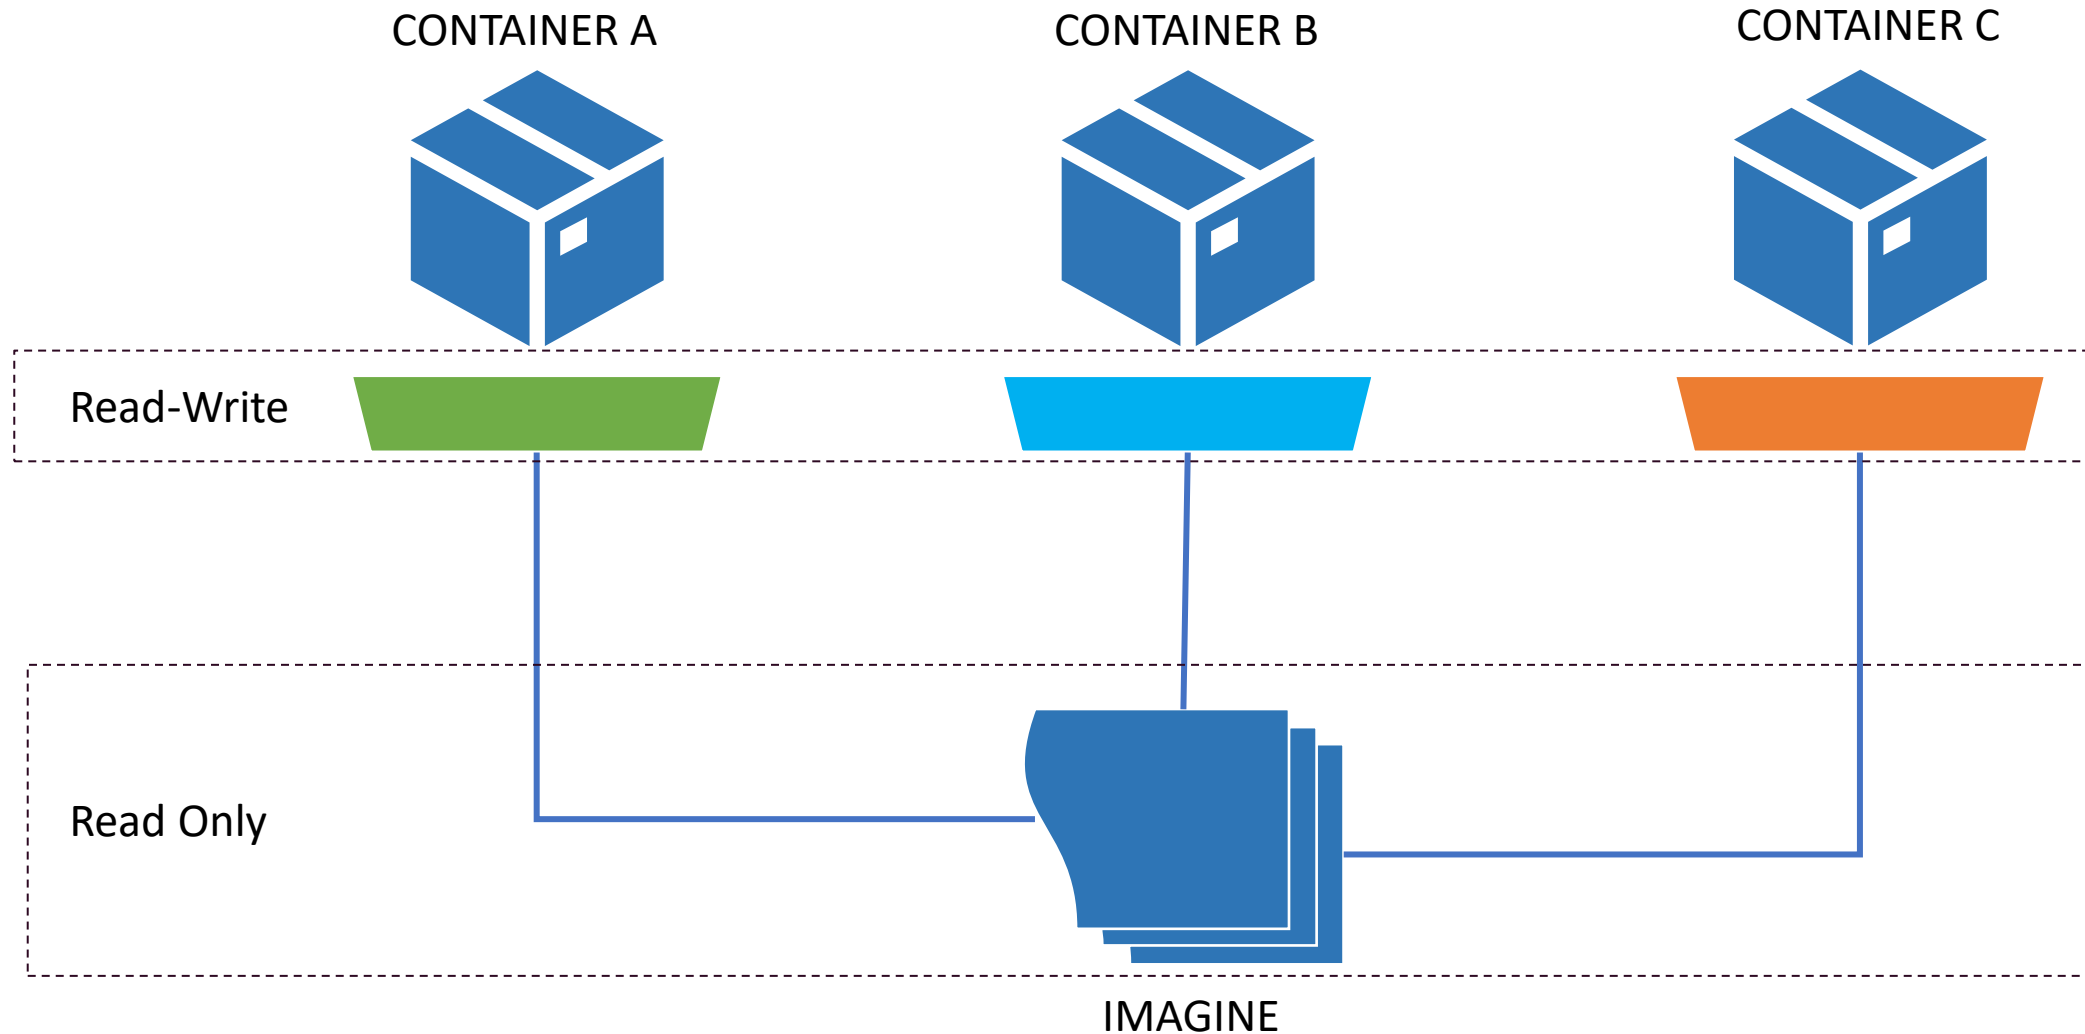 CONTAINER A
CONTAINER B
CONTAINER C
Read-Write
Read Only
IMAGINE